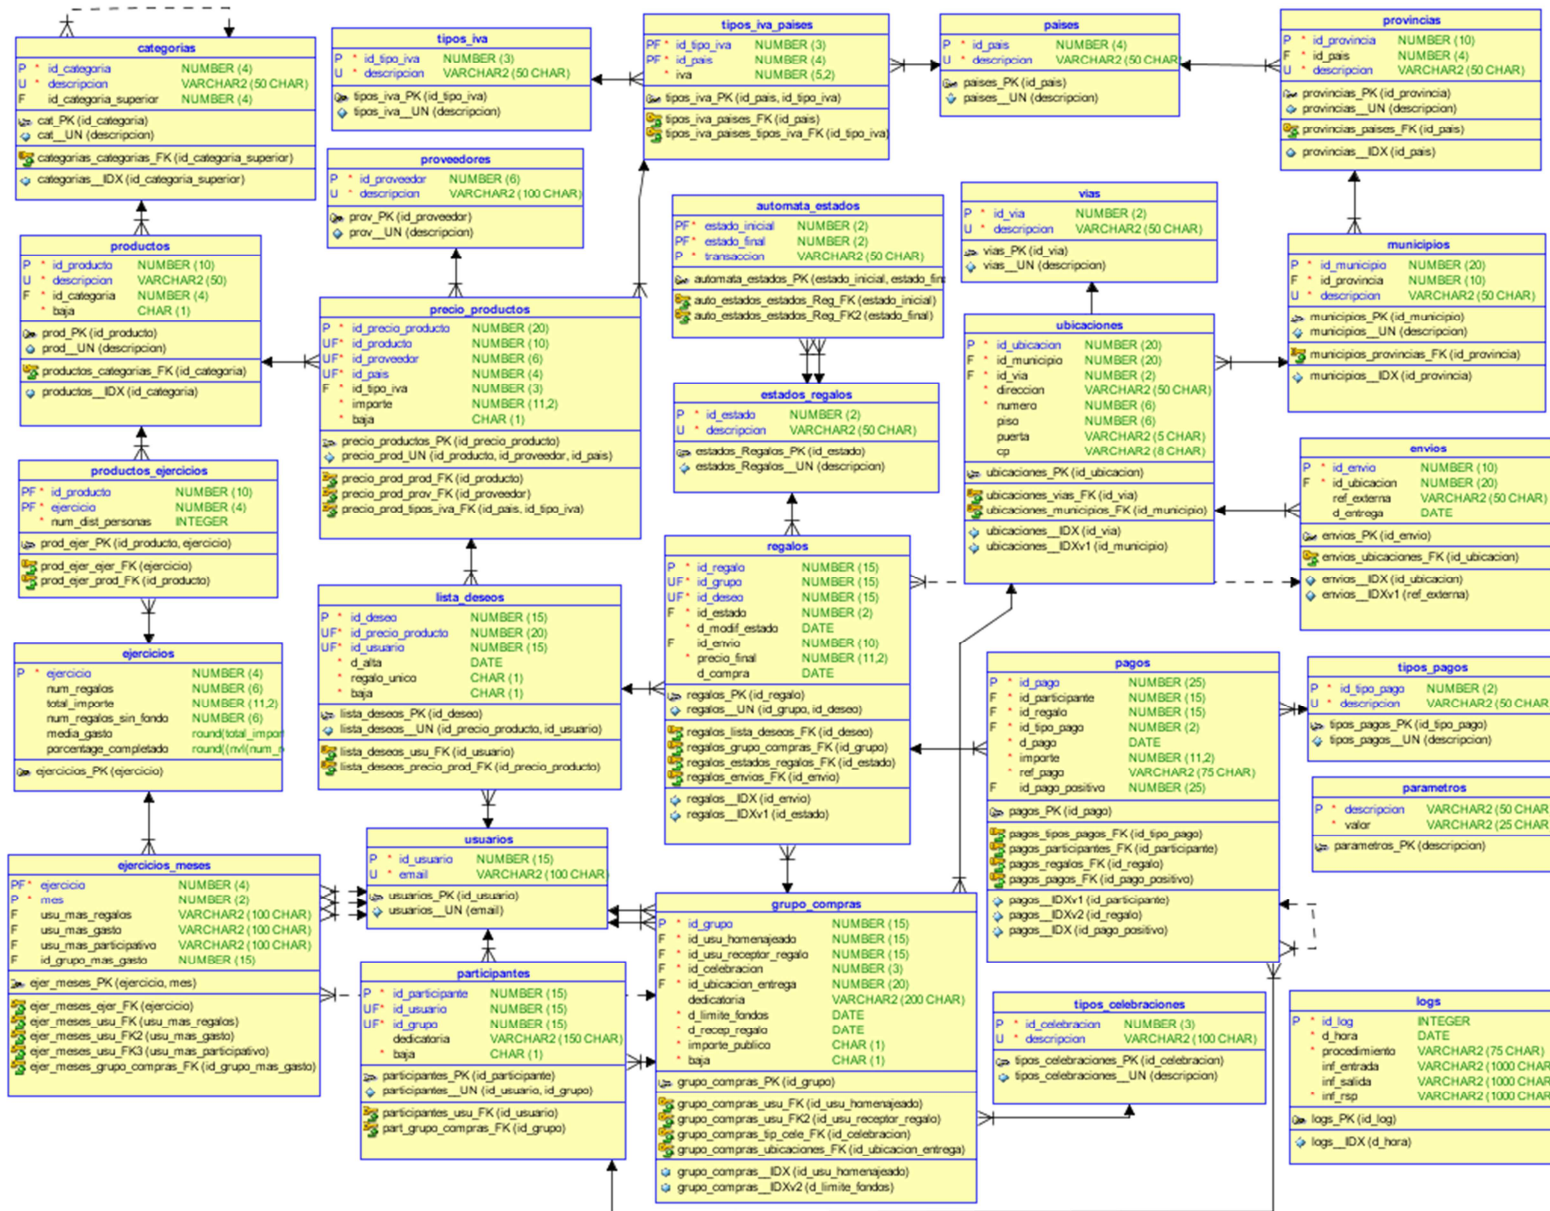 categorias
P * id_categoria NUMBER (4)
U * descripcion VARCHAR2 (50 CHAR)
F id_categoria_superior NUMBER (4)
cat_PK (id_categoria)
cat__UN (descripcion)
categorias_categorias_FK (id_categoria_superior)
categorias__IDX (id_categoria_superior)
tipos_iva
P * id_tipo_iva NUMBER (3)
U * descripcion VARCHAR2 (50 CHAR)
tipos_iva_PK (id_tipo_iva)
tipos_iva__UN (descripcion)
tipos_iva_paises
PF * id_tipo_iva NUMBER (3)
PF * id_pais NUMBER (4)
* iva NUMBER (5,2)
tipos_iva_PK (id_pais, id_tipo_iva)
tipos_iva_paises_FK (id_pais)
tipos_iva_paises_tipos_iva_FK (id_tipo_iva)
paises
P * id_pais NUMBER (4)
U * descripcion VARCHAR2 (50 CHAR)
paises_PK (id_pais)
paises__UN (descripcion)
provincias
P * id_provincia NUMBER (10)
F * id_pais NUMBER (4)
U * descripcion VARCHAR2 (50 CHAR)
provincias_PK (id_provincia)
provincias__UN (descripcion)
provincias_paises_FK (id_pais)
provincias__IDX (id_pais)
proveedores
P * id_proveedor NUMBER (6)
U * descripcion VARCHAR2 (100 CHAR)
prov_PK (id_proveedor)
prov__UN (descripcion)
automata_estados
PF * estado_inicial NUMBER (2)
PF * estado_final NUMBER (2)
P * transaccion VARCHAR2 (50 CHAR)
automata_estados_PK (estado_inicial, estado_fin
auto_estados_estados_Reg_FK (estado_inicial)
auto_estados_estados_Reg_FK2 (estado_final)
vias
P * id_via NUMBER (2)
U * descripcion VARCHAR2 (50 CHAR)
vias_PK (id_via)
vias__UN (descripcion)
productos
P * id_producto NUMBER (10)
U * descripcion VARCHAR2 (50)
F * id_categoria NUMBER (4)
* baja CHAR (1)
prod_PK (id_producto)
prod__UN (descripcion)
productos_categorias_FK (id_categoria)
productos__IDX (id_categoria)
municipios
P * id_municipio NUMBER (20)
F * id_provincia NUMBER (10)
U * descripcion VARCHAR2 (50 CHAR)
municipios_PK (id_municipio)
municipios__UN (descripcion)
municipios_provincias_FK (id_provincia)
municipios__IDX (id_provincia)
precio_productos
P * id_precio_producto NUMBER (20)
UF * id_producto NUMBER (10)
UF * id_proveedor NUMBER (6)
UF * id_pais NUMBER (4)
F * id_tipo_iva NUMBER (3)
* importe NUMBER (11,2)
* baja CHAR (1)
precio_productos_PK (id_precio_producto)
precio_prod_UN (id_producto, id_proveedor, id_pais)
precio_prod_prod_FK (id_producto)
precio_prod_prov_FK (id_proveedor)
precio_prod_tipos_iva_FK (id_pais, id_tipo_iva)
ubicaciones
P * id_ubicacion NUMBER (20)
F * id_municipio NUMBER (20)
F * id_via NUMBER (2)
* direccion VARCHAR2 (50 CHAR)
* numero NUMBER (6)
piso NUMBER (6)
puerta VARCHAR2 (5 CHAR)
cp VARCHAR2 (8 CHAR)
ubicaciones_PK (id_ubicacion)
ubicaciones_vias_FK (id_via)
ubicaciones_municipios_FK (id_municipio)
ubicaciones__IDX (id_via)
ubicaciones__IDXv1 (id_municipio)
estados_regalos
P * id_estado NUMBER (2)
U * descripcion VARCHAR2 (50 CHAR)
estados_Regalos_PK (id_estado)
estados_Regalos__UN (descripcion)
envios
P * id_envio NUMBER (10)
F * id_ubicacion NUMBER (20)
ref_externa VARCHAR2 (50 CHAR)
d_entrega DATE
envios_PK (id_envio)
envios_ubicaciones_FK (id_ubicacion)
envios__IDX (id_ubicacion)
envios__IDXv1 (ref_externa)
productos_ejercicios
PF * id_producto NUMBER (10)
PF * ejercicio NUMBER (4)
* num_dist_personas INTEGER
prod_ejer_PK (id_producto, ejercicio)
prod_ejer_ejer_FK (ejercicio)
prod_ejer_prod_FK (id_producto)
regalos
P * id_regalo NUMBER (15)
UF * id_grupo NUMBER (15)
UF * id_deseo NUMBER (15)
F * id_estado NUMBER (2)
* d_modif_estado DATE
F id_envio NUMBER (10)
* precio_final NUMBER (11,2)
d_compra DATE
regalos_PK (id_regalo)
regalos__UN (id_grupo, id_deseo)
regalos_lista_deseos_FK (id_deseo)
regalos_grupo_compras_FK (id_grupo)
regalos_estados_regalos_FK (id_estado)
regalos_envios_FK (id_envio)
regalos__IDX (id_envio)
regalos__IDXv1 (id_estado)
lista_deseos
P * id_deseo NUMBER (15)
UF * id_precio_producto NUMBER (20)
UF * id_usuario NUMBER (15)
* d_alta DATE
* regalo_unico CHAR (1)
* baja CHAR (1)
lista_deseos_PK (id_deseo)
lista_deseos__UN (id_precio_producto, id_usuario)
lista_deseos_usu_FK (id_usuario)
lista_deseos_precio_prod_FK (id_precio_producto)
ejercicios
P * ejercicio NUMBER (4)
num_regalos NUMBER (6)
total_importe NUMBER (11,2)
num_regalos_sin_fondo NUMBER (6)
media_gasto round(total_impor
porcentage_completado round((nvl(num_r
ejercicios_PK (ejercicio)
pagos
P * id_pago NUMBER (25)
F * id_participante NUMBER (15)
F * id_regalo NUMBER (15)
F * id_tipo_pago NUMBER (2)
* d_pago DATE
* importe NUMBER (11,2)
* ref_pago VARCHAR2 (75 CHAR)
F id_pago_positivo NUMBER (25)
pagos_PK (id_pago)
pagos_tipos_pagos_FK (id_tipo_pago)
pagos_participantes_FK (id_participante)
pagos_regalos_FK (id_regalo)
pagos_pagos_FK (id_pago_positivo)
pagos__IDXv1 (id_participante)
pagos__IDXv2 (id_regalo)
pagos__IDX (id_pago_positivo)
tipos_pagos
P * id_tipo_pago NUMBER (2)
U * descripcion VARCHAR2 (50 CHAR
tipos_pagos_PK (id_tipo_pago)
tipos_pagos__UN (descripcion)
parametros
P * descripcion VARCHAR2 (50 CHAR
* valor VARCHAR2 (25 CHAR
parametros_PK (descripcion)
usuarios
P * id_usuario NUMBER (15)
U * email VARCHAR2 (100 CHAR)
usuarios_PK (id_usuario)
usuarios__UN (email)
ejercicios_meses
PF * ejercicio NUMBER (4)
P * mes NUMBER (2)
F usu_mas_regalos VARCHAR2 (100 CHAR)
F usu_mas_gasto VARCHAR2 (100 CHAR)
F usu_mas_participativo VARCHAR2 (100 CHAR)
F id_grupo_mas_gasto NUMBER (15)
ejer_meses_PK (ejercicio, mes)
ejer_meses_ejer_FK (ejercicio)
ejer_meses_usu_FK (usu_mas_regalos)
ejer_meses_usu_FK2 (usu_mas_gasto)
ejer_meses_usu_FK3 (usu_mas_participativo)
ejer_meses_grupo_compras_FK (id_grupo_mas_gasto)
grupo_compras
P * id_grupo NUMBER (15)
F * id_usu_homenajeado NUMBER (15)
F * id_usu_receptor_regalo NUMBER (15)
F * id_celebracion NUMBER (3)
F * id_ubicacion_entrega NUMBER (20)
dedicatoria VARCHAR2 (200 CHAR)
* d_limite_fondos DATE
* d_recep_regalo DATE
* importe_publico CHAR (1)
* baja CHAR (1)
grupo_compras_PK (id_grupo)
grupo_compras_usu_FK (id_usu_homenajeado)
grupo_compras_usu_FK2 (id_usu_receptor_regalo)
grupo_compras_tip_cele_FK (id_celebracion)
grupo_compras_ubicaciones_FK (id_ubicacion_entrega)
grupo_compras__IDX (id_usu_homenajeado)
grupo_compras__IDXv2 (d_limite_fondos)
participantes
P * id_participante NUMBER (15)
UF * id_usuario NUMBER (15)
UF * id_grupo NUMBER (15)
dedicatoria VARCHAR2 (150 CHAR)
* baja CHAR (1)
participantes_PK (id_participante)
participantes__UN (id_usuario, id_grupo)
participantes_usu_FK (id_usuario)
part_grupo_compras_FK (id_grupo)
tipos_celebraciones
P * id_celebracion NUMBER (3)
U * descripcion VARCHAR2 (100 CHAR)
tipos_celebraciones_PK (id_celebracion)
tipos_celebraciones__UN (descripcion)
logs
P * id_log INTEGER
* d_hora DATE
* procedimiento VARCHAR2 (75 CHAR)
inf_entrada VARCHAR2 (1000 CHAR
inf_salida VARCHAR2 (1000 CHAR
* inf_rsp VARCHAR2 (1000 CHAR
logs_PK (id_log)
logs__IDX (d_hora)